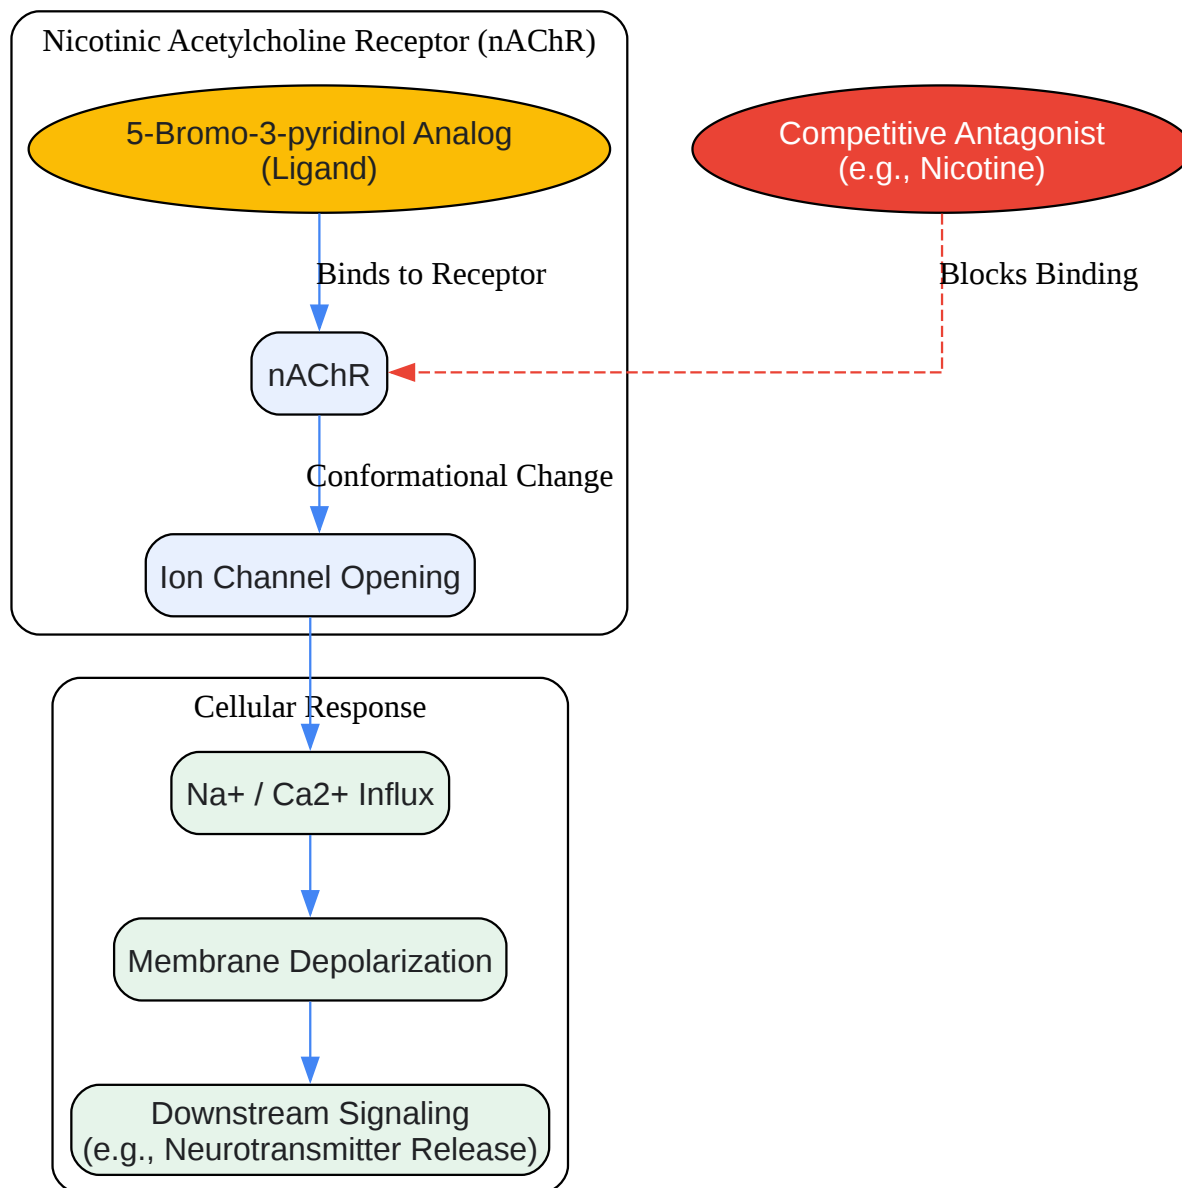 Nicotinic Acetylcholine Receptor (nAChR)
5-Bromo-3-pyridinol Analog
(Ligand)
Competitive Antagonist
(e.g., Nicotine)
Binds to Receptor
Blocks Binding
nAChR
Conformational Change
Ion Channel Opening
Cellular Response
Na+ / Ca2+ Influx
Membrane Depolarization
Downstream Signaling
(e.g., Neurotransmitter Release)